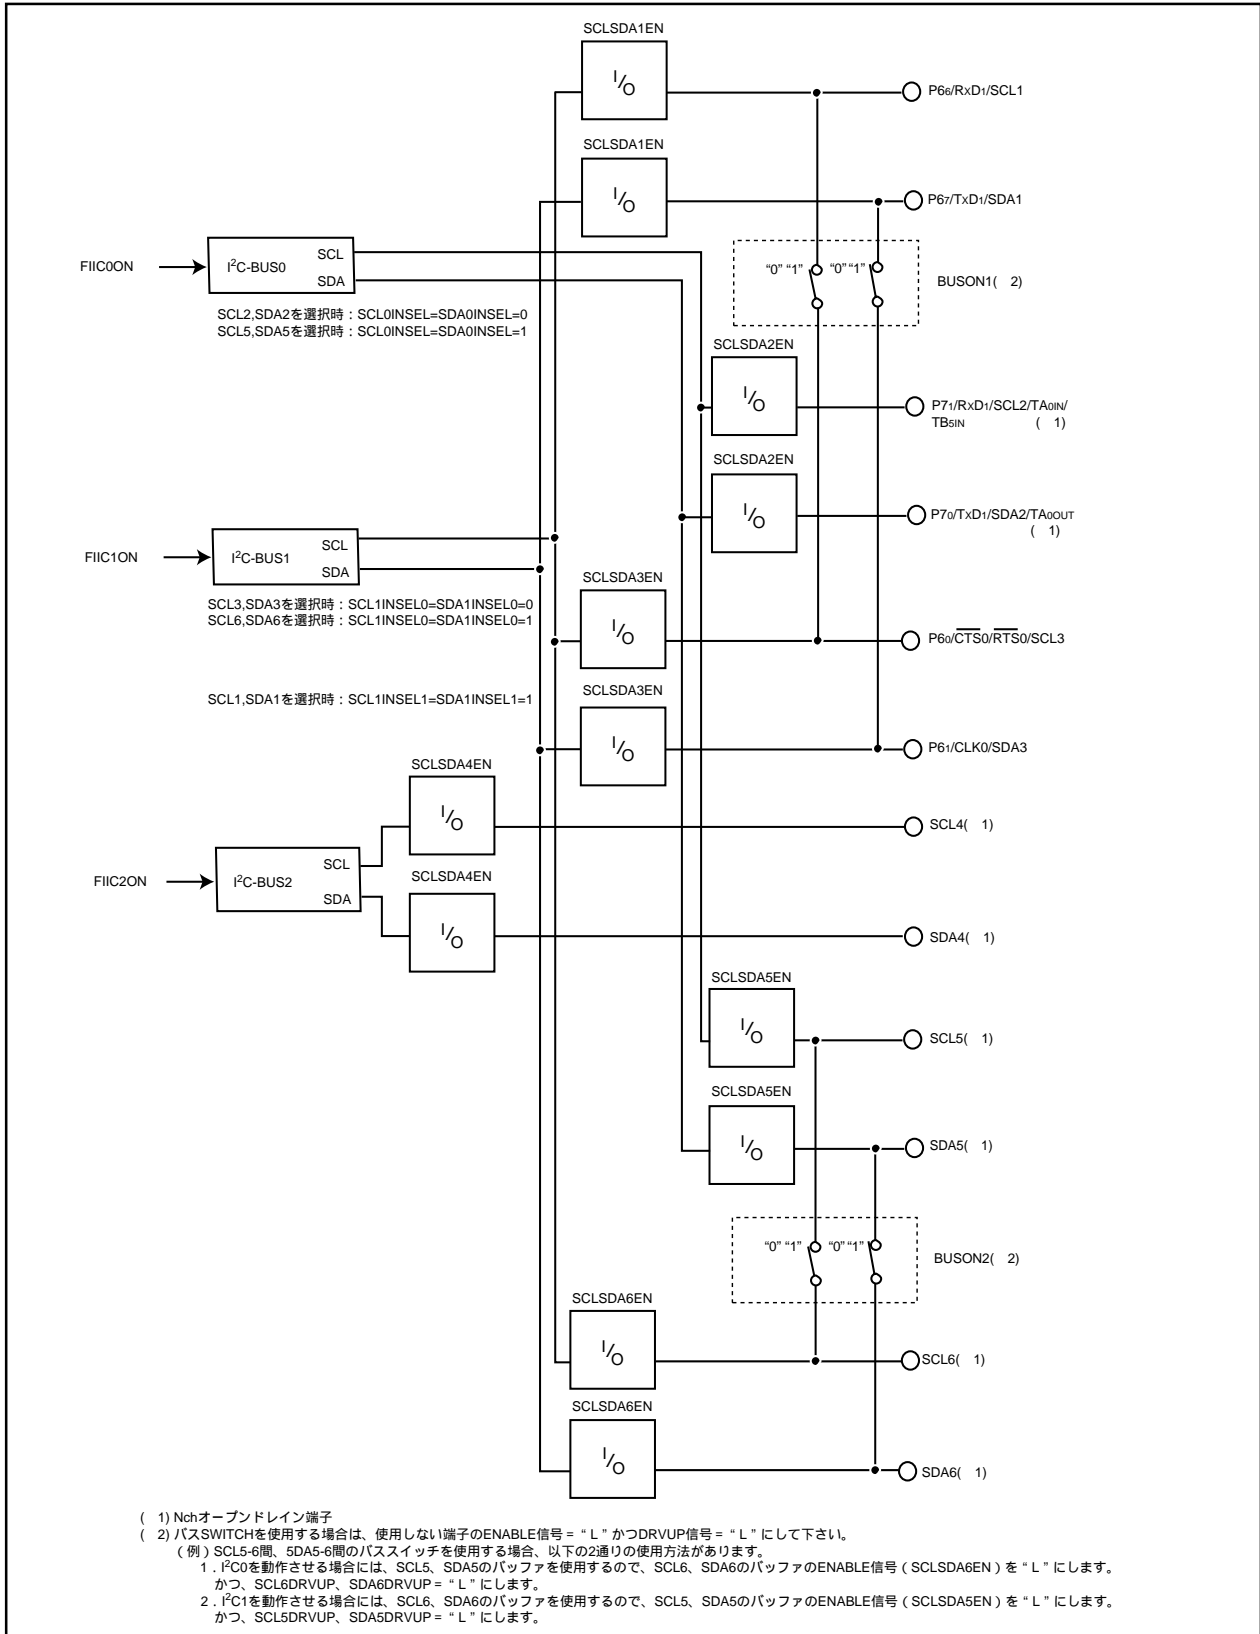 SCLSDA1EN
I/O
P66/RxD1/SCL1
SCLSDA1EN
I/O
P67/TxD1/SDA1
FIIC0ON
I²C-BUS0
SCL
SDA
SCL2,SDA2を選択時：SCL0INSEL=SDA0INSEL=0
SCL5,SDA5を選択時：SCL0INSEL=SDA0INSEL=1
“0” “1” “0” “1”
BUSON1( 2)
SCLSDA2EN
I/O
P71/RxD1/SCL2/TA0IN/
TB5IN ( 1)
SCLSDA2EN
I/O
P70/TxD1/SDA2/TA0OUT
( 1)
FIIC1ON
I²C-BUS1
SCL
SDA
SCL3,SDA3を選択時：SCL1INSEL0=SDA1INSEL0=0
SCL6,SDA6を選択時：SCL1INSEL0=SDA1INSEL0=1
SCLSDA3EN
I/O
P60/CTS0/RTS0/SCL3
SCL1,SDA1を選択時：SCL1INSEL1=SDA1INSEL1=1
SCLSDA3EN
I/O
P61/CLK0/SDA3
SCLSDA4EN
I/O
SCL4( 1)
FIIC2ON
I²C-BUS2
SCL
SDA
SCLSDA4EN
I/O
SDA4( 1)
SCLSDA5EN
I/O
SCL5( 1)
SCLSDA5EN
I/O
SDA5( 1)
“0” “1” “0” “1”
BUSON2( 2)
SCLSDA6EN
I/O
SCL6( 1)
SCLSDA6EN
I/O
SDA6( 1)
( 1) Nchオープンドレイン端子
( 2) バスSWITCHを使用する場合は、使用しない端子のENABLE信号 = “ L ” かつDRVUP信号 = “ L ” にして下さい。
（例）SCL5-6間、5DA5-6間のバススイッチを使用する場合、以下の2通りの使用方法があります。
1．I²C0を動作させる場合には、SCL5、SDA5のバッファを使用するので、SCL6、SDA6のバッファのENABLE信号（SCLSDA6EN）を “ L ” にします。
かつ、SCL6DRVUP、SDA6DRVUP = “ L ” にします。
2．I²C1を動作させる場合には、SCL6、SDA6のバッファを使用するので、SCL5、SDA5のバッファのENABLE信号（SCLSDA5EN）を “ L ” にします。
かつ、SCL5DRVUP、SDA5DRVUP = “ L ” にします。